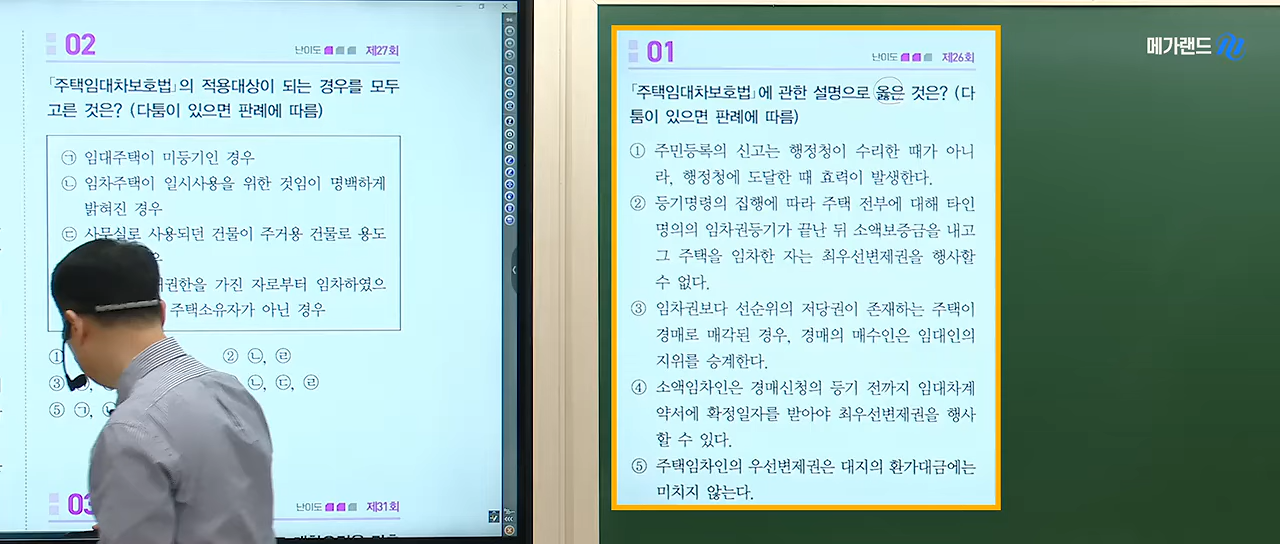 02
난이도 제27회
「주택임대차보호법」의 적용대상이 되는 경우를 모두
고른 것은? (다툼이 있으면 판례에 따름)
㉠ 임대주택이 미등기인 경우
㉡ 임차주택이 일시사용을 위한 것임이 명백하게
밝혀진 경우
㉢ 사무실로 사용되던 건물이 주거용 건물로 용도
권한을 가진 자로부터 임차하였으
주택소유자가 아닌 경우
① ② ㉡, ㉣
③ ㉡, ㉢, ㉣
⑤ ㉠,
03
난이도 제31회
01
난이도 제26회
「주택임대차보호법」에 관한 설명으로 옳은 것은? (다
툼이 있으면 판례에 따름)
① 주민등록의 신고는 행정청이 수리한 때가 아니
라, 행정청에 도달한 때 효력이 발생한다.
② 등기명령의 집행에 따라 주택 전부에 대해 타인
명의의 임차권등기가 끝난 뒤 소액보증금을 내고
그 주택을 임차한 자는 최우선변제권을 행사할
수 없다.
③ 임차권보다 선순위의 저당권이 존재하는 주택이
경매로 매각된 경우, 경매의 매수인은 임대인의
지위를 승계한다.
④ 소액임차인은 경매신청의 등기 전까지 임대차계
약서에 확정일자를 받아야 최우선변제권을 행사
할 수 있다.
⑤ 주택임차인의 우선변제권은 대지의 환가대금에는
미치지 않는다.
메가랜드